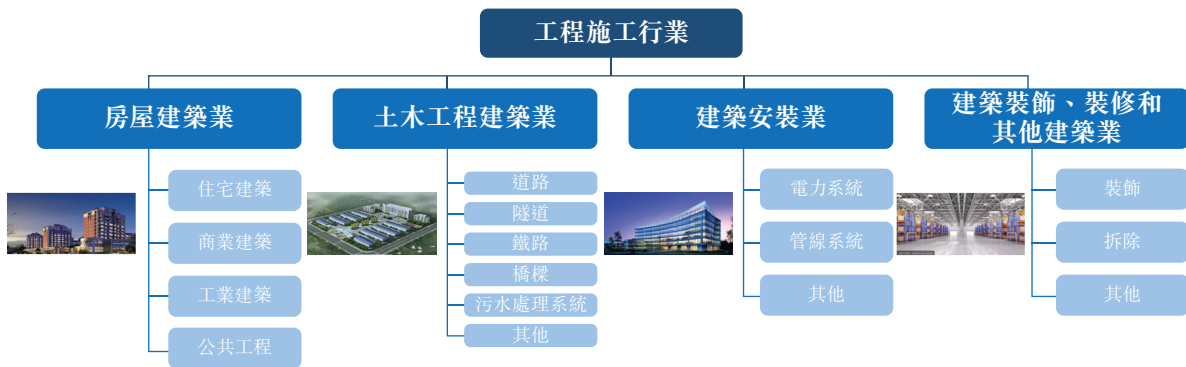 工程施工行業
房屋建築業
住宅建築
商業建築
工業建築
公共工程
土木工程建築業
道路
隧道
鐵路
橋樑
污水處理系統
其他
建築安裝業
電力系統
管線系統
其他
建築裝飾、裝修和
其他建築業
裝飾
拆除
其他